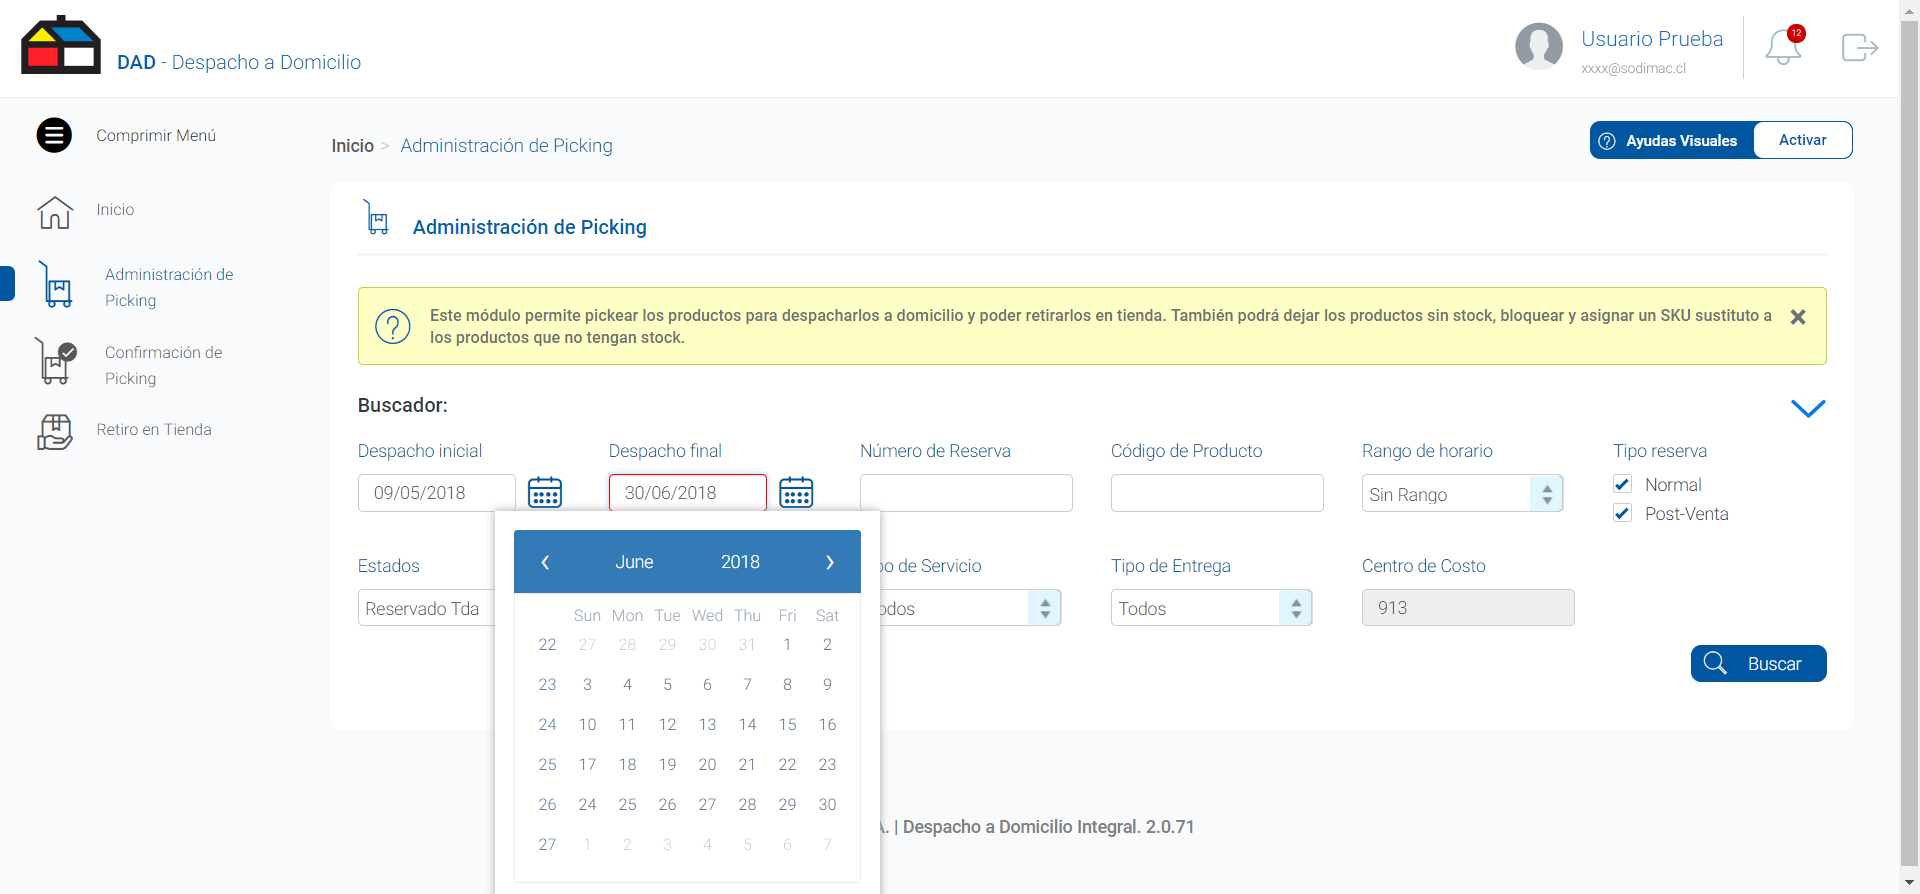 DAD - Despacho a Domicilio
Usuario Prueba
xxxx@sodimac.cl
12
Comprimir Menú
Inicio
Administración de
Picking
Confirmación de
Picking
Retiro en Tienda
Inicio > Administración de Picking
Ayudas Visuales
Activar
Administración de Picking
Este módulo permite pickear los productos para despacharlos a domicilio y poder retirarlos en tienda. También podrá dejar los productos sin stock, bloquear y asignar un SKU sustituto a
los productos que no tengan stock.
Buscador:
Despacho inicial
Despacho final
Número de Reserva
Código de Producto
Rango de horario
Tipo reserva
09/05/2018
30/06/2018
Sin Rango
Normal
Post-Venta
Estados
po de Servicio
Tipo de Entrega
Centro de Costo
Reservado Tda
odos
Todos
913
Buscar
June 2018
Sun Mon Tue Wed Thu Fri Sat
22 27 28 29 30 31 1 2
23 3 4 5 6 7 8 9
24 10 11 12 13 14 15 16
25 17 18 19 20 21 22 23
26 24 25 26 27 28 29 30
27 1 2 3 4 5 6 7
A. | Despacho a Domicilio Integral. 2.0.71